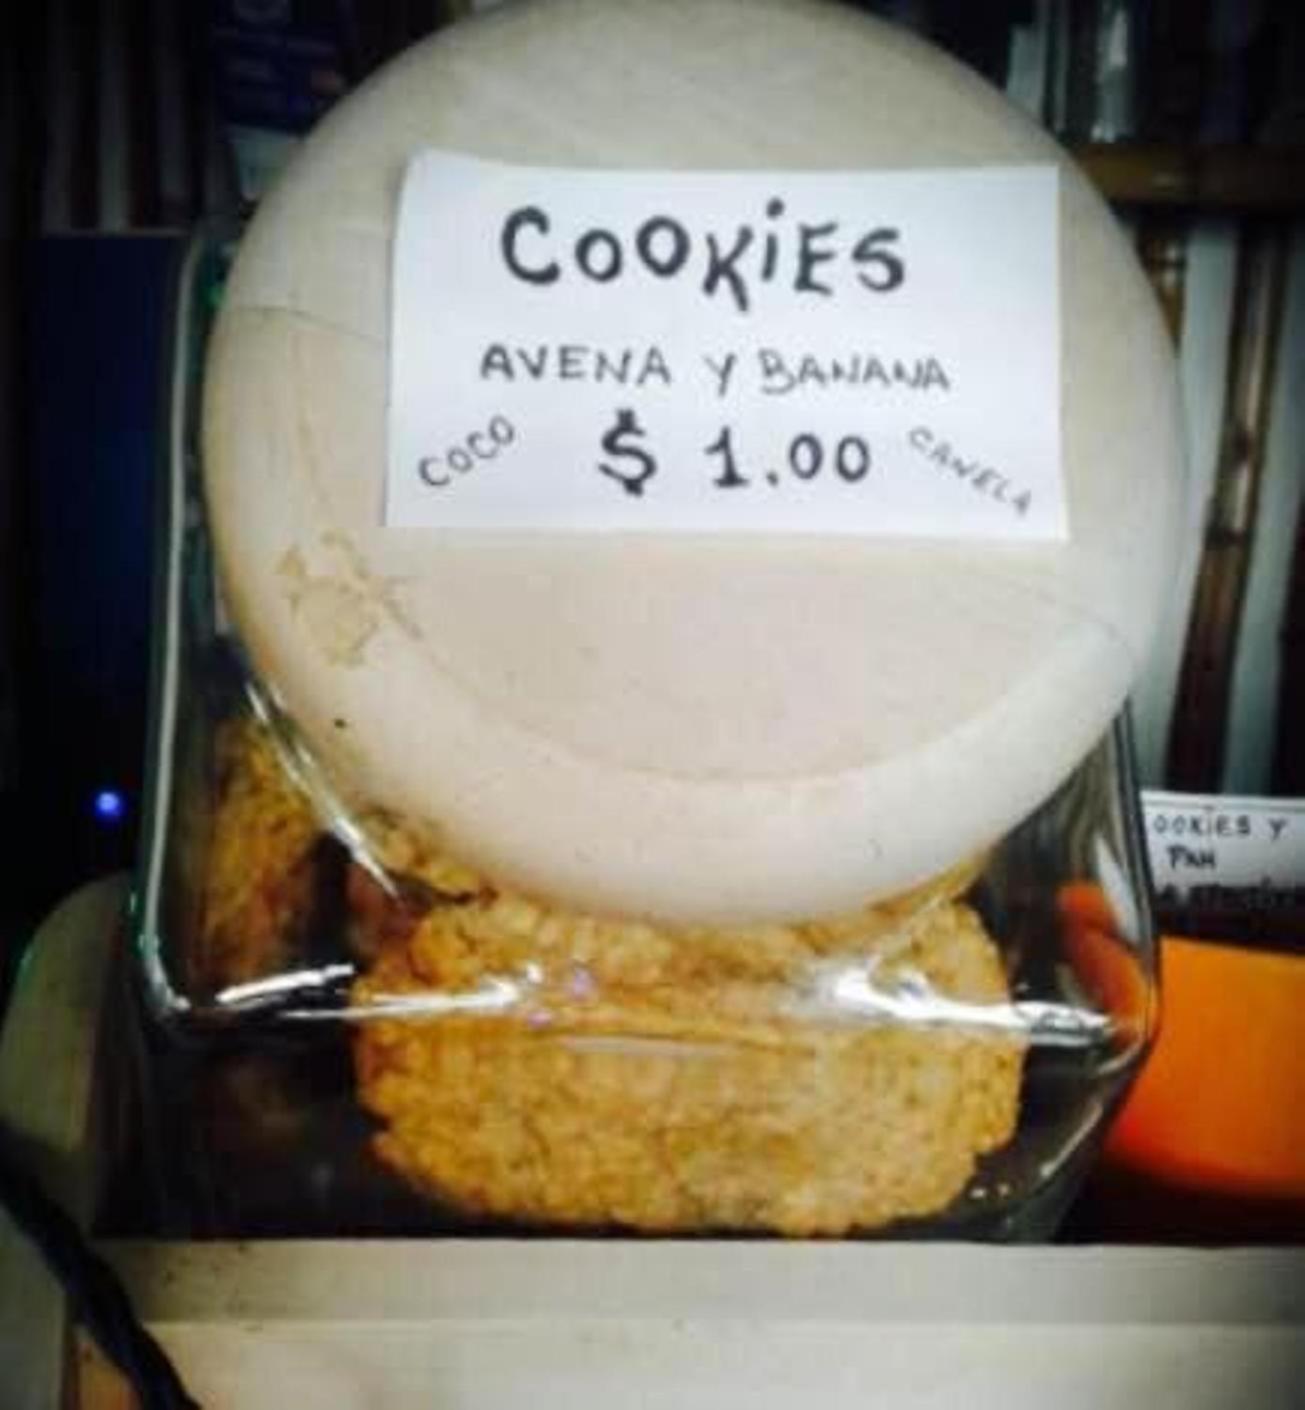 COOKiES
AVENA Y BANANA
COCO $ 1.00 CANELA
OOKiES Y
PAN